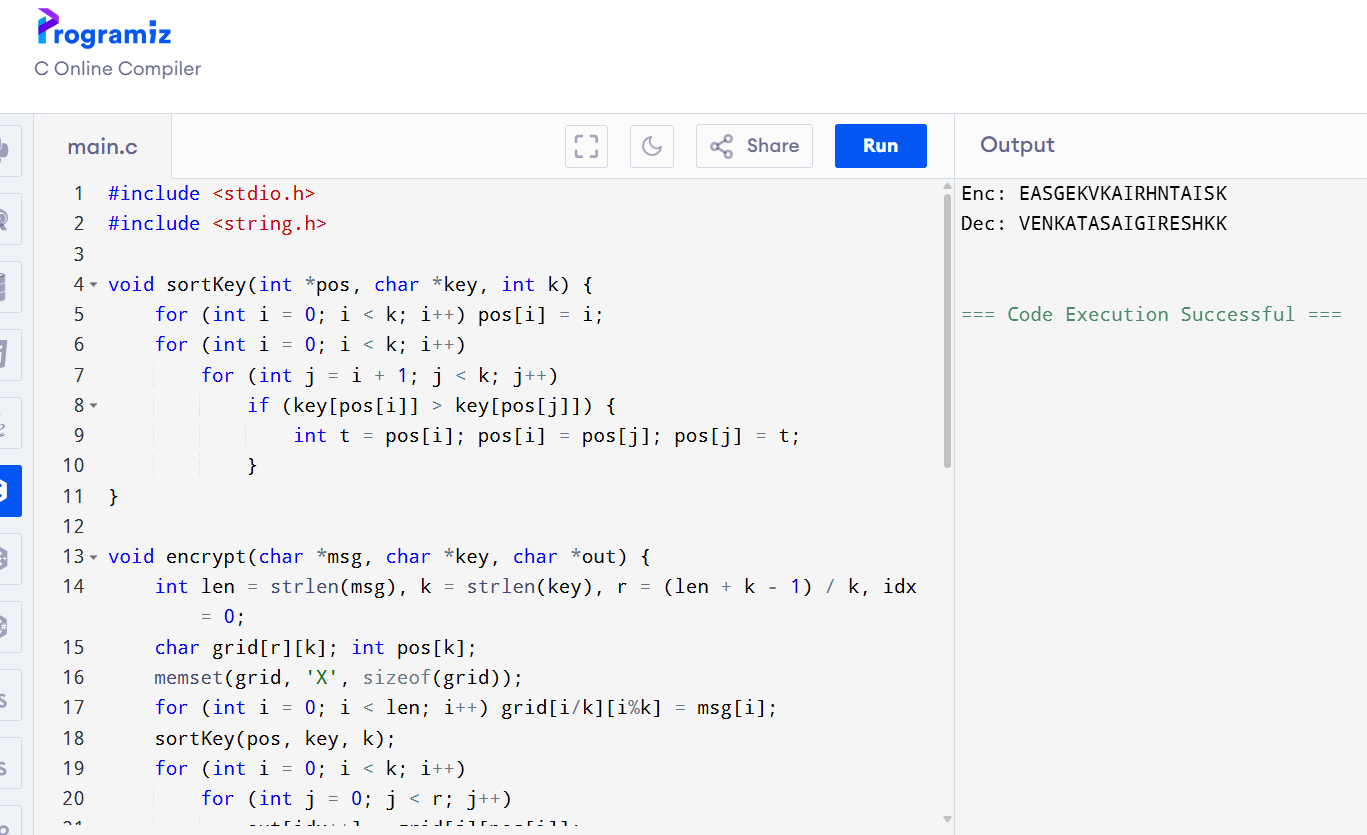 Programiz
C Online Compiler
main.c
Share
Run
Output
1 #include <stdio.h>
2 #include <string.h>
3
4 void sortKey(int *pos, char *key, int k) {
5 for (int i = 0; i < k; i++) pos[i] = i;
6 for (int i = 0; i < k; i++)
7 for (int j = i + 1; j < k; j++)
8 if (key[pos[i]] > key[pos[j]]) {
9 int t = pos[i]; pos[i] = pos[j]; pos[j] = t;
10 }
11 }
12
13 void encrypt(char *msg, char *key, char *out) {
14 int len = strlen(msg), k = strlen(key), r = (len + k - 1) / k, idx
= 0;
15 char grid[r][k]; int pos[k];
16 memset(grid, 'X', sizeof(grid));
17 for (int i = 0; i < len; i++) grid[i/k][i%k] = msg[i];
18 sortKey(pos, key, k);
19 for (int i = 0; i < k; i++)
20 for (int j = 0; j < r; j++)
Enc: EASGEKVKAIRHNTAISK
Dec: VENKATASAIGIRESHKK
=== Code Execution Successful ===